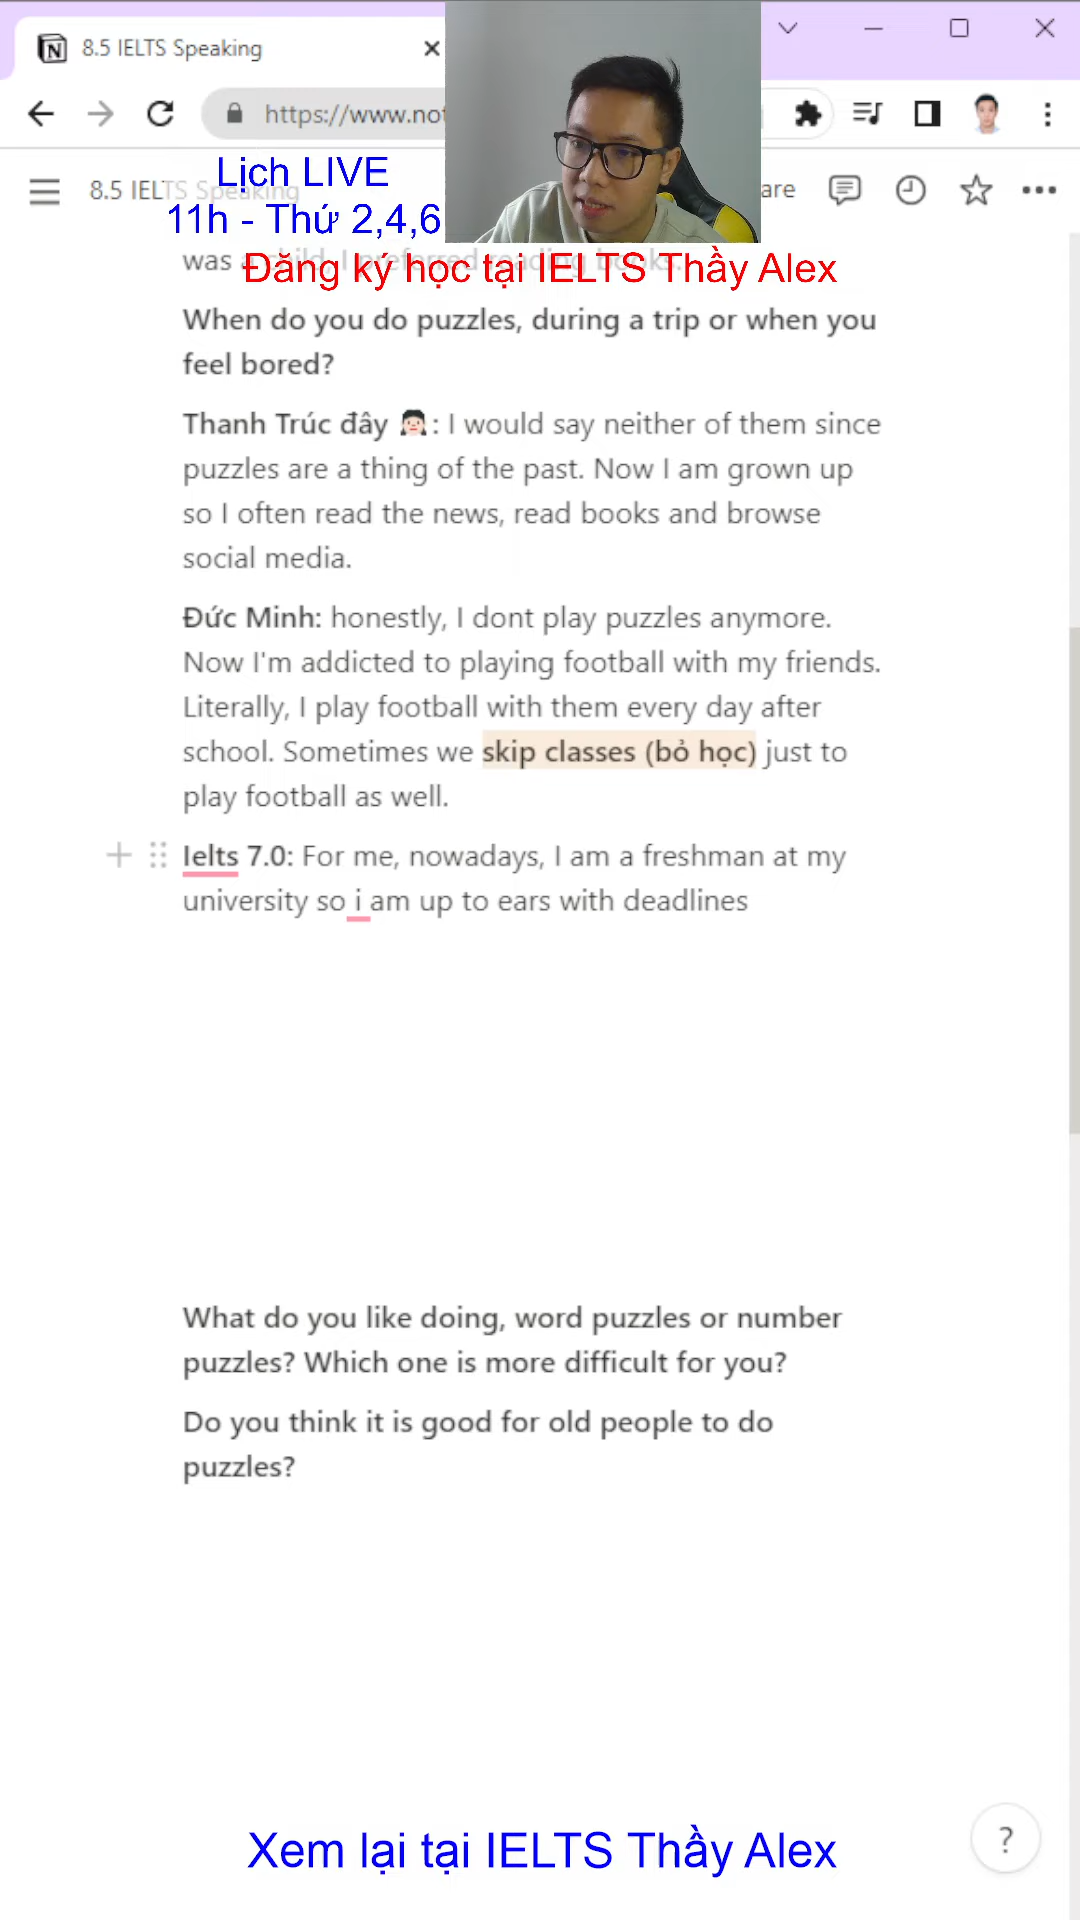 8.5 IELTS Speaking
https://www.not
Lịch LIVE
8.5 IELTS Speaking
are
11h - Thứ 2,4,6
was a child, I preferred reading books.
Đăng ký học tại IELTS Thầy Alex
When do you do puzzles, during a trip or when you
feel bored?
Thanh Trúc đây : I would say neither of them since
puzzles are a thing of the past. Now I am grown up
so I often read the news, read books and browse
social media.
Đức Minh: honestly, I dont play puzzles anymore.
Now I'm addicted to playing football with my friends.
Literally, I play football with them every day after
school. Sometimes we skip classes (bỏ học) just to
play football as well.
Ielts 7.0: For me, nowadays, I am a freshman at my
university so i am up to ears with deadlines
What do you like doing, word puzzles or number
puzzles? Which one is more difficult for you?
Do you think it is good for old people to do
puzzles?
Xem lại tại IELTS Thầy Alex
?